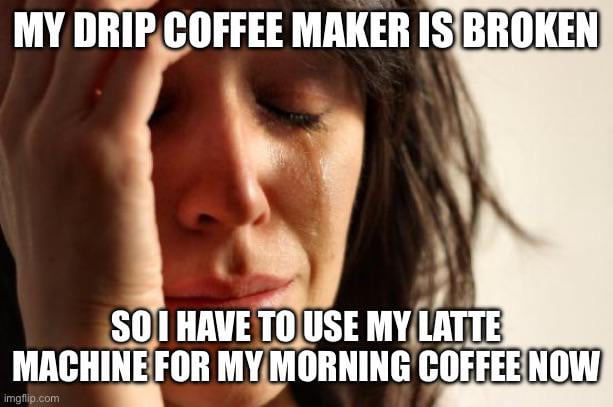 MY DRIP COFFEE MAKER IS BROKEN
SO I HAVE TO USE MY LATTE
MACHINE FOR MY MORNING COFFEE NOW
imgflip.com